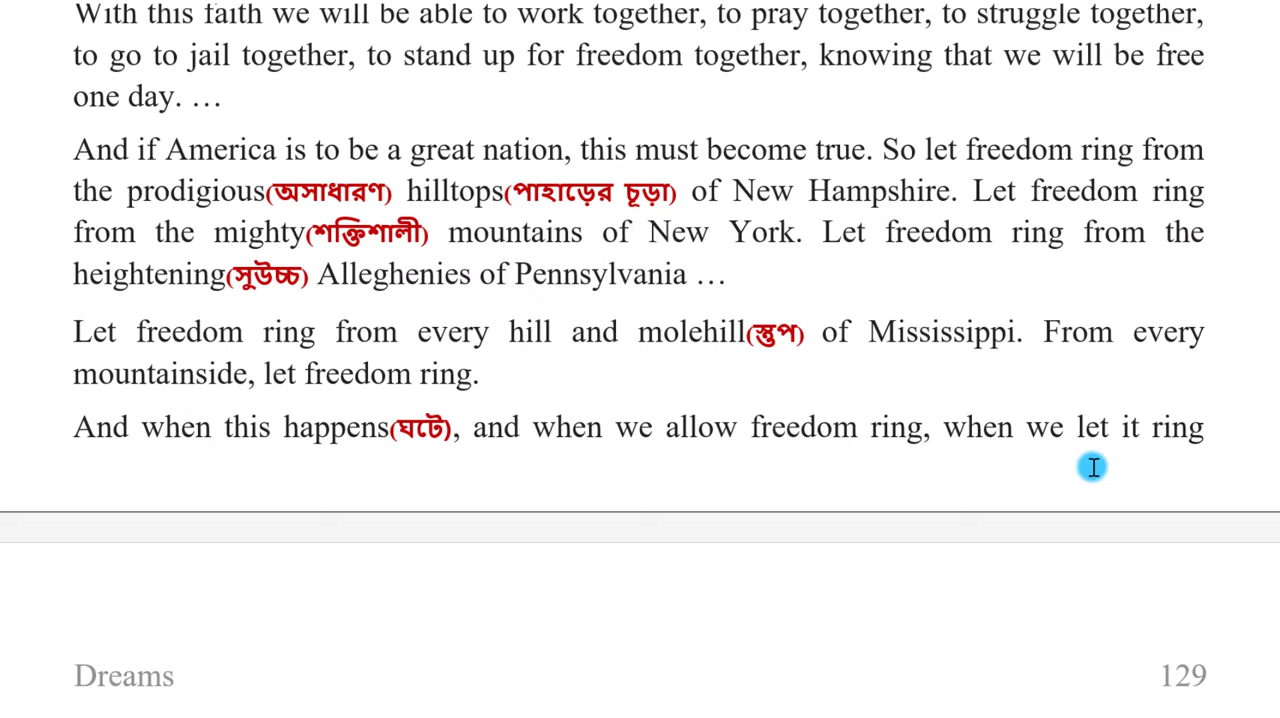 With this faith we will be able to work together, to pray together, to struggle together,
to go to jail together, to stand up for freedom together, knowing that we will be free
one day. …
And if America is to be a great nation, this must become true. So let freedom ring from
the prodigious(অসাধারণ) hilltops(পাহাড়ের চূড়া) of New Hampshire. Let freedom ring
from the mighty(শক্তিশালী) mountains of New York. Let freedom ring from the
heightening(সুউচ্চ) Alleghenies of Pennsylvania …
Let freedom ring from every hill and molehill(স্তুপ) of Mississippi. From every
mountainside, let freedom ring.
And when this happens(ঘটে), and when we allow freedom ring, when we let it ring
Dreams 129